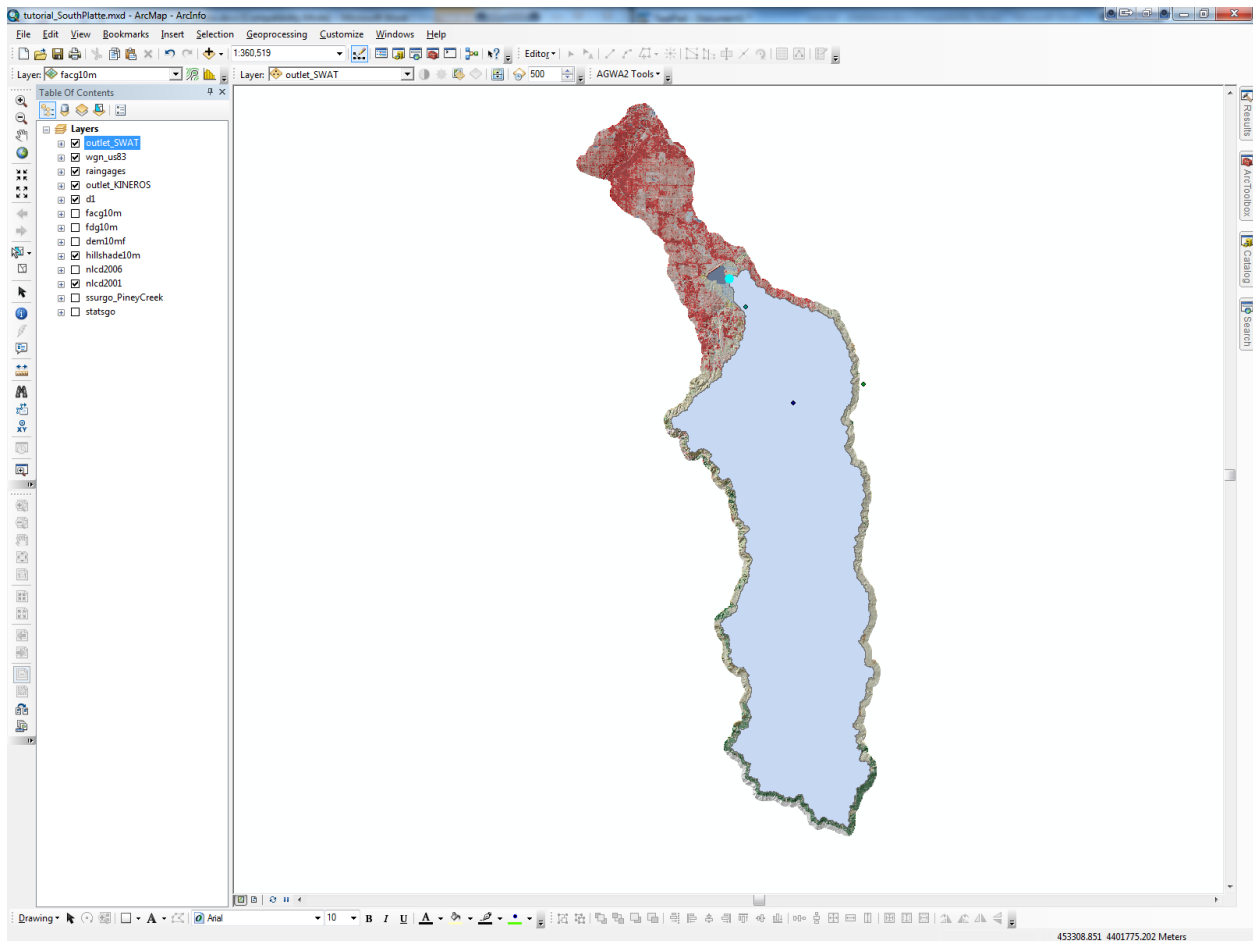 tutorial_SouthPlatte.mxd - ArcMap - ArcInfo
File Edit View Bookmarks Insert Selection Geoprocessing Customize Windows Help
1:360,519 Editor
Layer: facg10m Layer: outlet_SWAT 500 AGWA2 Tools
Table Of Contents
Layers
outlet_SWAT
wgn_us83
raingages
outlet_KINEROS
d1
facg10m
fdg10m
dem10mf
hillshade10m
nlcd2006
nlcd2001
ssurgo_PineyCreek
statsgo
XY
Results
ArcToolbox
Catalog
Search
Drawing A Arial 10 B I U A
453308.851 4401775.202 Meters